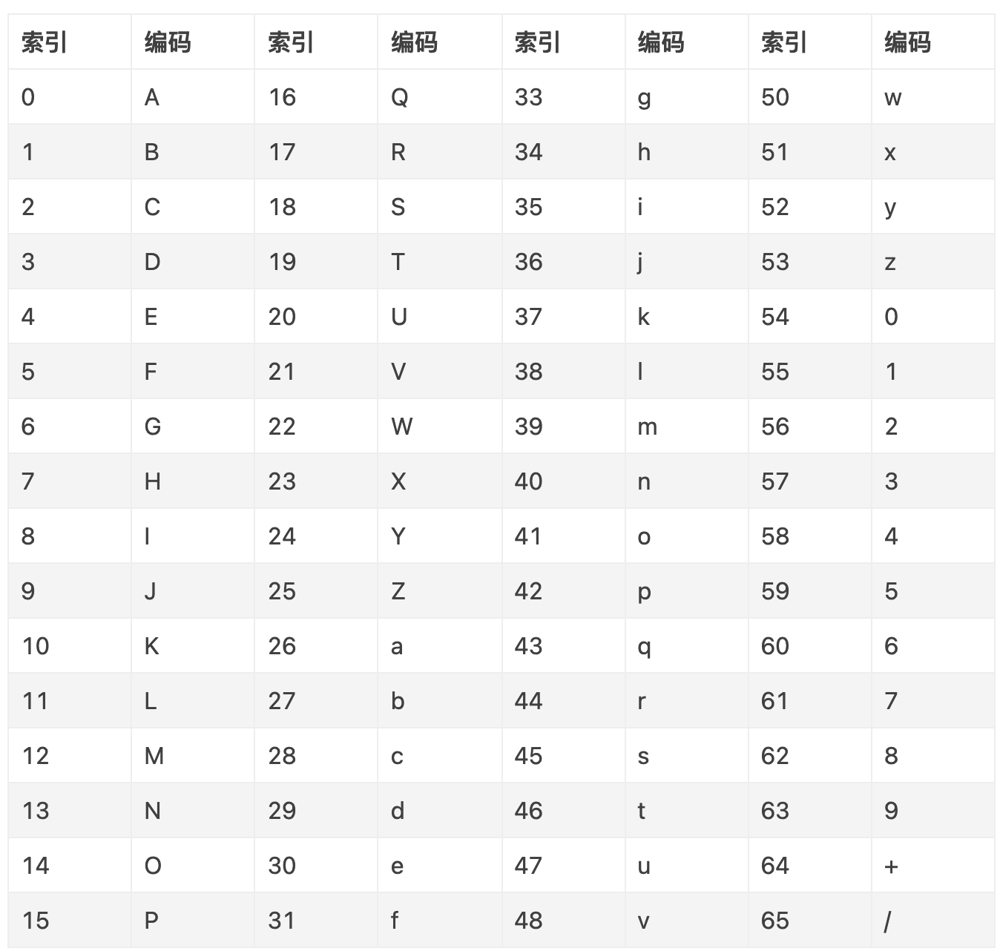 索引 编码 索引 编码 索引 编码 索引 编码
0 A 16 Q 33 g 50 w
1 B 17 R 34 h 51 x
2 C 18 S 35 i 52 y
3 D 19 T 36 j 53 z
4 E 20 U 37 k 54 0
5 F 21 V 38 l 55 1
6 G 22 W 39 m 56 2
7 H 23 X 40 n 57 3
8 I 24 Y 41 o 58 4
9 J 25 Z 42 p 59 5
10 K 26 a 43 q 60 6
11 L 27 b 44 r 61 7
12 M 28 c 45 s 62 8
13 N 29 d 46 t 63 9
14 O 30 e 47 u 64 +
15 P 31 f 48 v 65 /